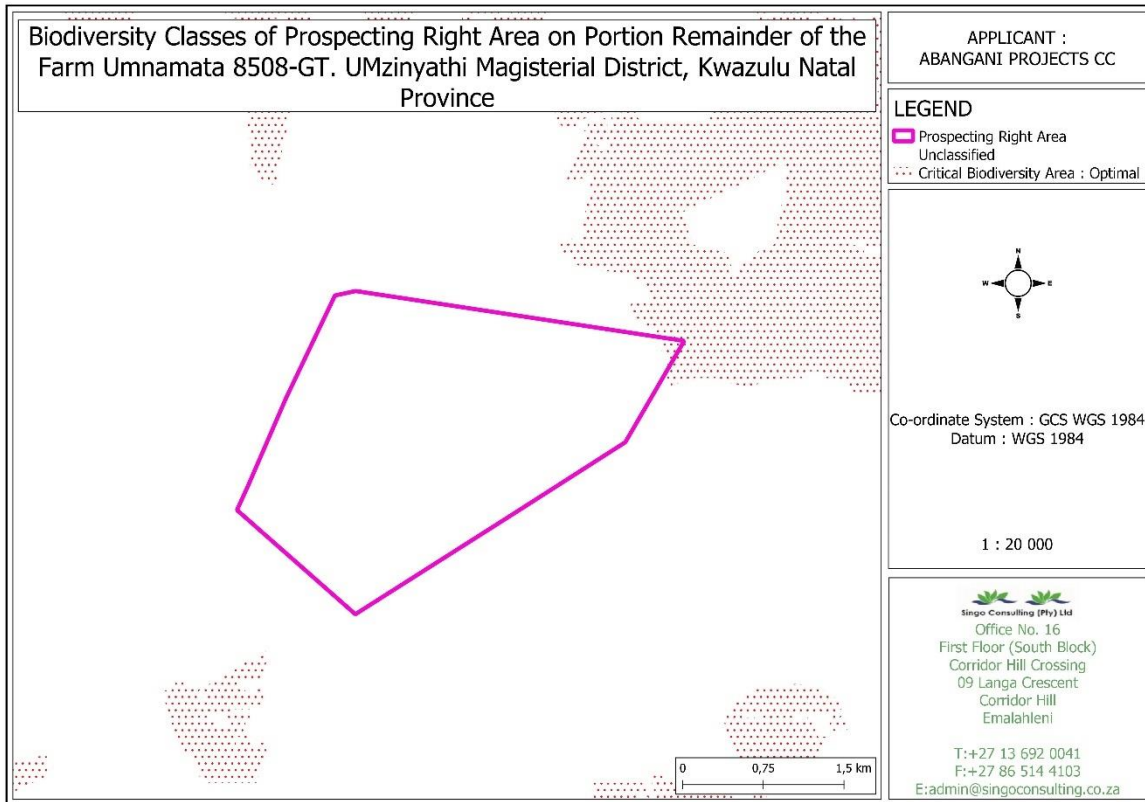 Biodiversity Classes of Prospecting Right Area on Portion Remainder of the
Farm Umnamata 8508-GT. UMzinyathi Magisterial District, Kwazulu Natal
Province
APPLICANT :
ABANGANI PROJECTS CC
LEGEND
Prospecting Right Area
Unclassified
Critical Biodiversity Area : Optimal
N
W E
S
Co-ordinate System : GCS WGS 1984
Datum : WGS 1984
1 : 20 000
Singo Consulting (Pty) Ltd
Office No. 16
First Floor (South Block)
Corridor Hill Crossing
09 Langa Crescent
Corridor Hill
Emalahleni
T:+27 13 692 0041
F:+27 86 514 4103
E:admin@singoconsulting.co.za
0 0,75 1,5 km